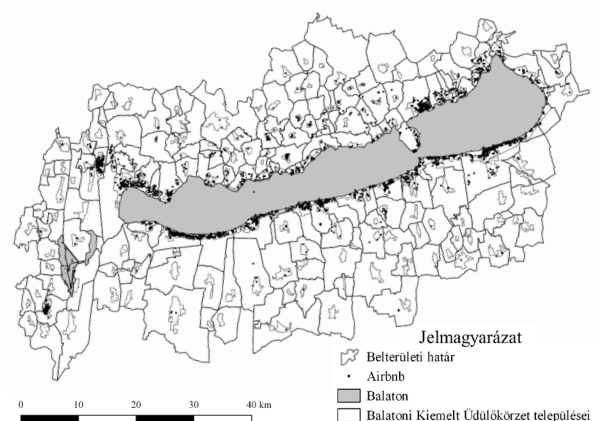 Jelmagyarázat
Belterületi határ
Airbnb
Balaton
Balatoni Kiemelt Üdülőkörzet települései
0 10 20 30 40 km